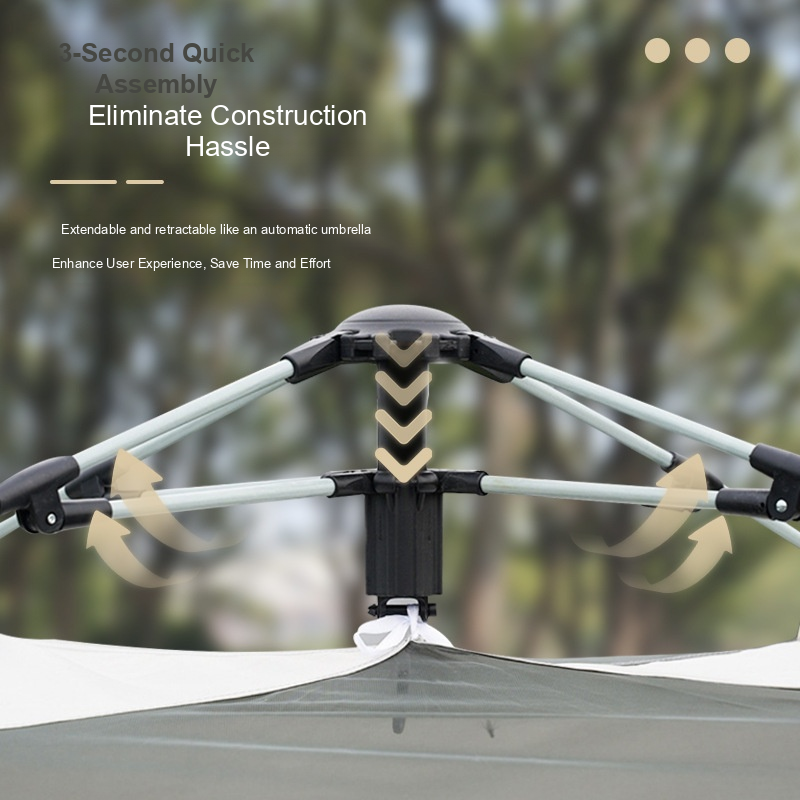 3-Second Quick
Assembly
Eliminate Construction
Hassle
Extendable and retractable like an automatic umbrella
Enhance User Experience, Save Time and Effort